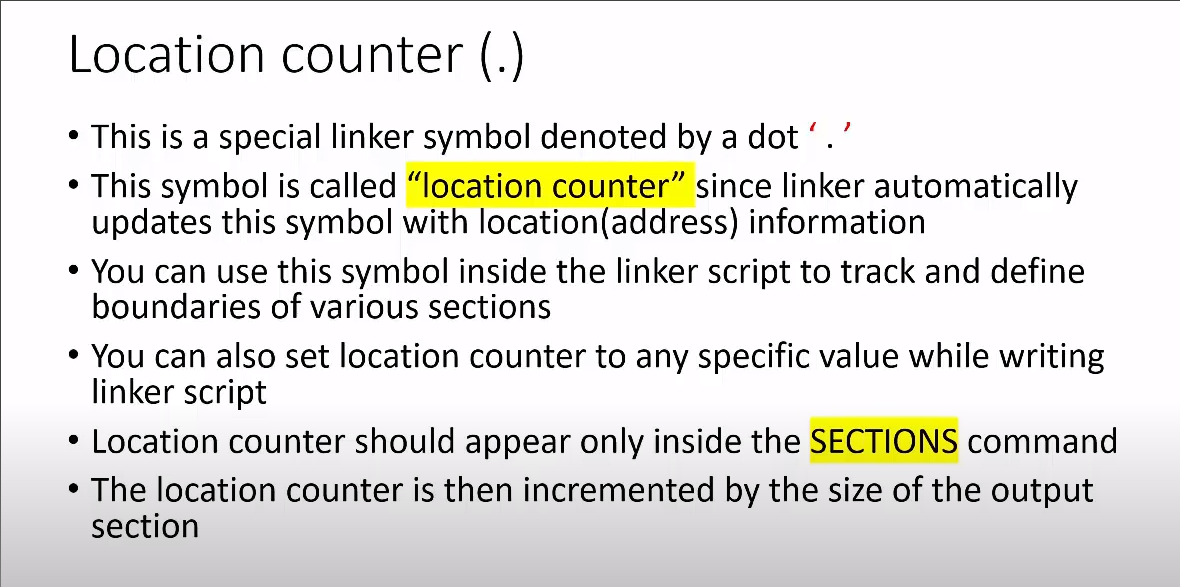 Location counter (.)
• This is a special linker symbol denoted by a dot ‘ . ’
• This symbol is called “location counter” since linker automatically
updates this symbol with location(address) information
• You can use this symbol inside the linker script to track and define
boundaries of various sections
• You can also set location counter to any specific value while writing
linker script
• Location counter should appear only inside the SECTIONS command
• The location counter is then incremented by the size of the output
section